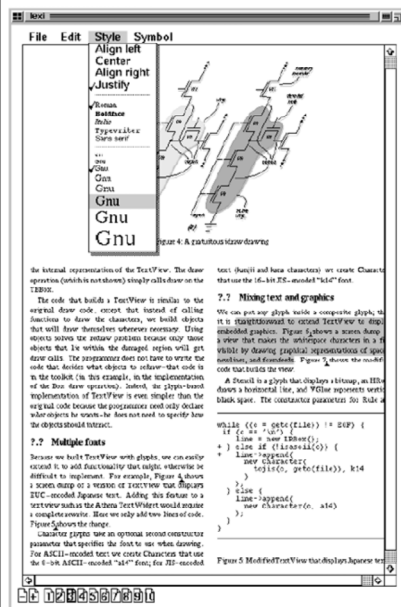 lexi
File Edit Style Symbol
Align left
Center
Align right
Justify
Roman
Boldface
Italic
Typewriter
Sans serif
Gnu
Gnu
Gnu
Gnu
Gnu
Gnu
Figure 4: A gratuitous idraw drawing
the internal representation of the TextView. The draw
operation (which is not shown) simply calls draw on the
TBBox.
The code that builds a TextView is similar to the
original draw code, except that instead of calling
functions to draw the characters, we build objects
that will draw themselves whenever necessary. Using
objects solves the redraw problem because only those
objects that lie within the damaged region will get
draw calls. The programmer does not have to write the
code that decides what objects to redraw—that code is
in the toolkit (in this example, in the implementation
of the Box draw operation). Indeed, the glyph-based
implementation of TextView is even simpler than the
original code because the programmer need only declare
what objects he wants—he does not need to specify how
the objects should interact.
?.? Multiple fonts
Because we built TextView with glyphs, we can easily
extend it to add functionality that might otherwise be
difficult to implement. For example, Figure 4 shows
a screen dump of a version of TextView that displays
EUC-encoded Japanese text. Adding this feature to a
text view such as the Athena TextWidget would require
a complete rewrite. Here we only add two lines of code.
Figure 5 shows the change.
Character glyphs take an optional second constructor
parameter that specifies the font to use when drawing.
For ASCII-encoded text we create Characters that use
the 8-bit ASCII-encoded "a14" font; for JIS-encoded
text (kanji and kana characters) we create Charact
that use the 16-bit JIS-encoded "k14" font.
?.? Mixing text and graphics
We can put any glyph inside a composite glyph; th
it is straightforward to extend TextView to displ
embedded graphics. Figure 6 shows a screen dump
a view that makes the whitespace characters in a fi
visible by drawing graphical representations of space
newlines, and formfeeds. Figure 7 shows the modifi
code that builds the view.
A Stencil is a glyph that displays a bitmap, an HRu
draws a horizontal line, and VGlue represents vertic
blank space. The constructor parameters for Rule a
while ((c = getc(file)) != EOF) {
if (c == '\n') {
line = new LRBox();
+ } else if (!isascii(c)) {
+ line->append(
new Character(
tojis(c, getc(file)), k14
)
);
} else {
line->append(
new Character(c, a14)
);
}
}
Figure 5: Modified TextView that displays Japanese tex
- + 1 2 3 4 5 6 7 8 9 10